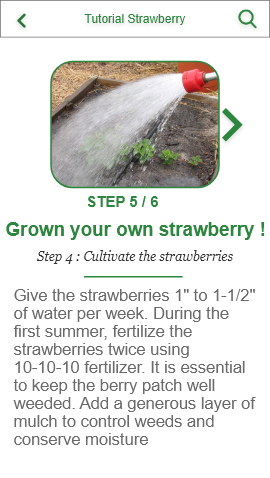 Tutorial Strawberry
STEP 5 / 6
Grown your own strawberry !
Step 4 : Cultivate the strawberries
Give the strawberries 1" to 1-1/2"
of water per week. During the
first summer, fertilize the
strawberries twice using
10-10-10 fertilizer. It is essential
to keep the berry patch well
weeded. Add a generous layer of
mulch to control weeds and
conserve moisture